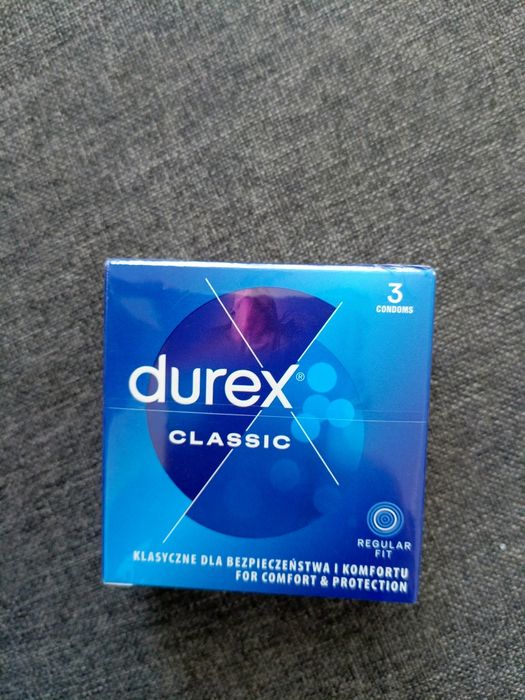 3
CONDOMS
durex®
CLASSIC
REGULAR
FIT
KLASYCZNE DLA BEZPIECZEŃSTWA I KOMFORTU
FOR COMFORT & PROTECTION